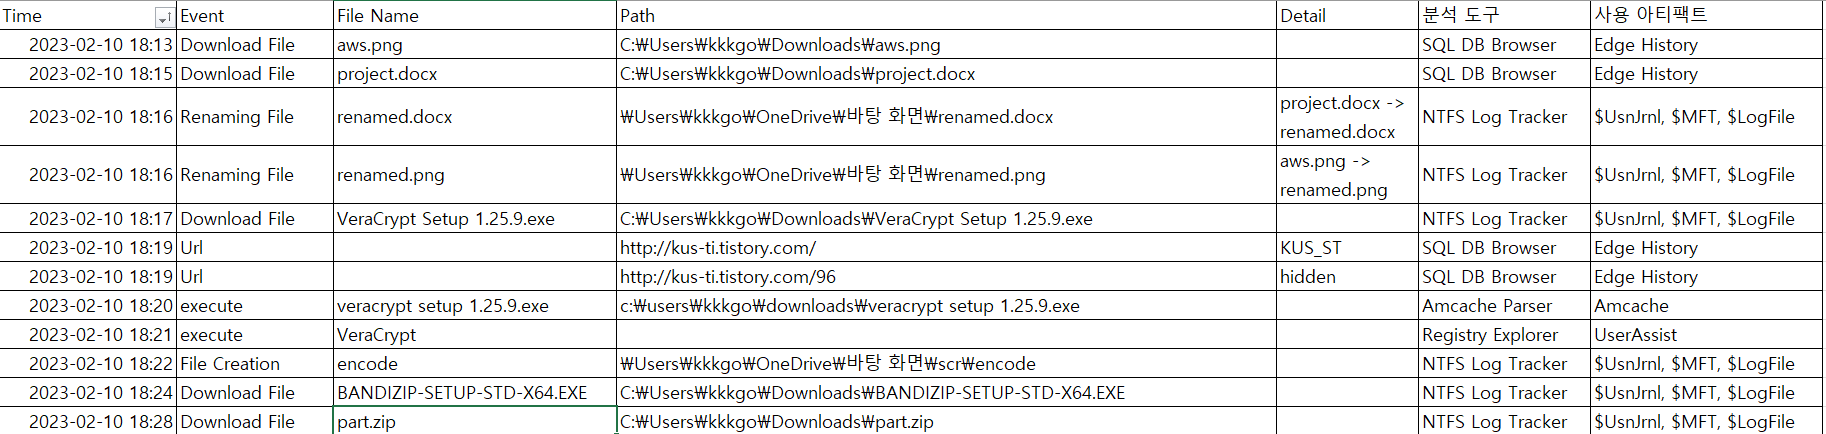 Time Event File Name Path Detail 분석 도구 사용 아티팩트
2023-02-10 18:13 Download File aws.png C:₩Users₩kkkgo₩Downloads₩aws.png SQL DB Browser Edge History
2023-02-10 18:15 Download File project.docx C:₩Users₩kkkgo₩Downloads₩project.docx SQL DB Browser Edge History
2023-02-10 18:16 Renaming File renamed.docx ₩Users₩kkkgo₩OneDrive₩바탕 화면₩renamed.docx project.docx ->
renamed.docx NTFS Log Tracker $UsnJrnl, $MFT, $LogFile
2023-02-10 18:16 Renaming File renamed.png ₩Users₩kkkgo₩OneDrive₩바탕 화면₩renamed.png aws.png ->
renamed.png NTFS Log Tracker $UsnJrnl, $MFT, $LogFile
2023-02-10 18:17 Download File VeraCrypt Setup 1.25.9.exe C:₩Users₩kkkgo₩Downloads₩VeraCrypt Setup 1.25.9.exe NTFS Log Tracker $UsnJrnl, $MFT, $LogFile
2023-02-10 18:19 Url http://kus-ti.tistory.com/ KUS_ST SQL DB Browser Edge History
2023-02-10 18:19 Url http://kus-ti.tistory.com/96 hidden SQL DB Browser Edge History
2023-02-10 18:20 execute veracrypt setup 1.25.9.exe c:₩users₩kkkgo₩downloads₩veracrypt setup 1.25.9.exe Amcache Parser Amcache
2023-02-10 18:21 execute VeraCrypt Registry Explorer UserAssist
2023-02-10 18:22 File Creation encode ₩Users₩kkkgo₩OneDrive₩바탕 화면₩scr₩encode NTFS Log Tracker $UsnJrnl, $MFT, $LogFile
2023-02-10 18:24 Download File BANDIZIP-SETUP-STD-X64.EXE C:₩Users₩kkkgo₩Downloads₩BANDIZIP-SETUP-STD-X64.EXE NTFS Log Tracker $UsnJrnl, $MFT, $LogFile
2023-02-10 18:28 Download File part.zip C:₩Users₩kkkgo₩Downloads₩part.zip NTFS Log Tracker $UsnJrnl, $MFT, $LogFile